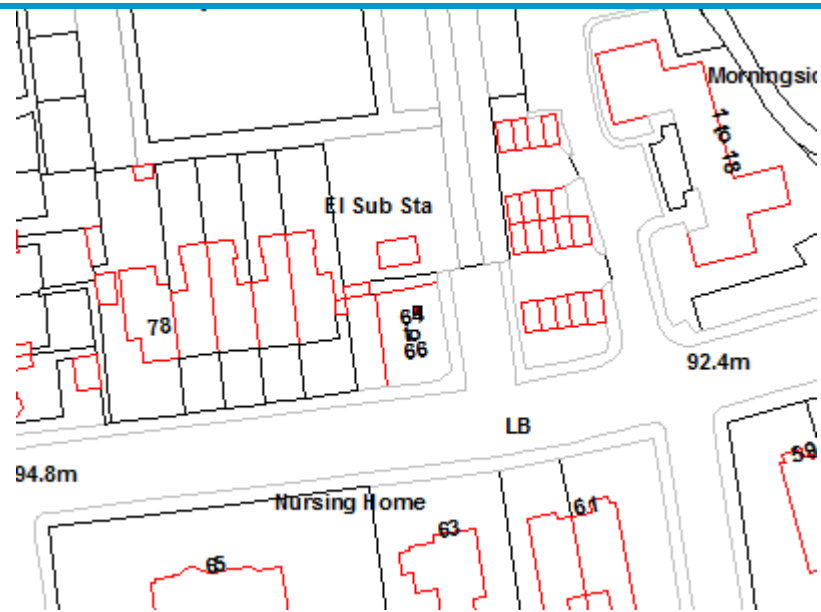 Morningsid
1 to 18
El Sub Sta
78
64
to
66
92.4m
LB
59
94.8m
Nursing Home
61
63
65